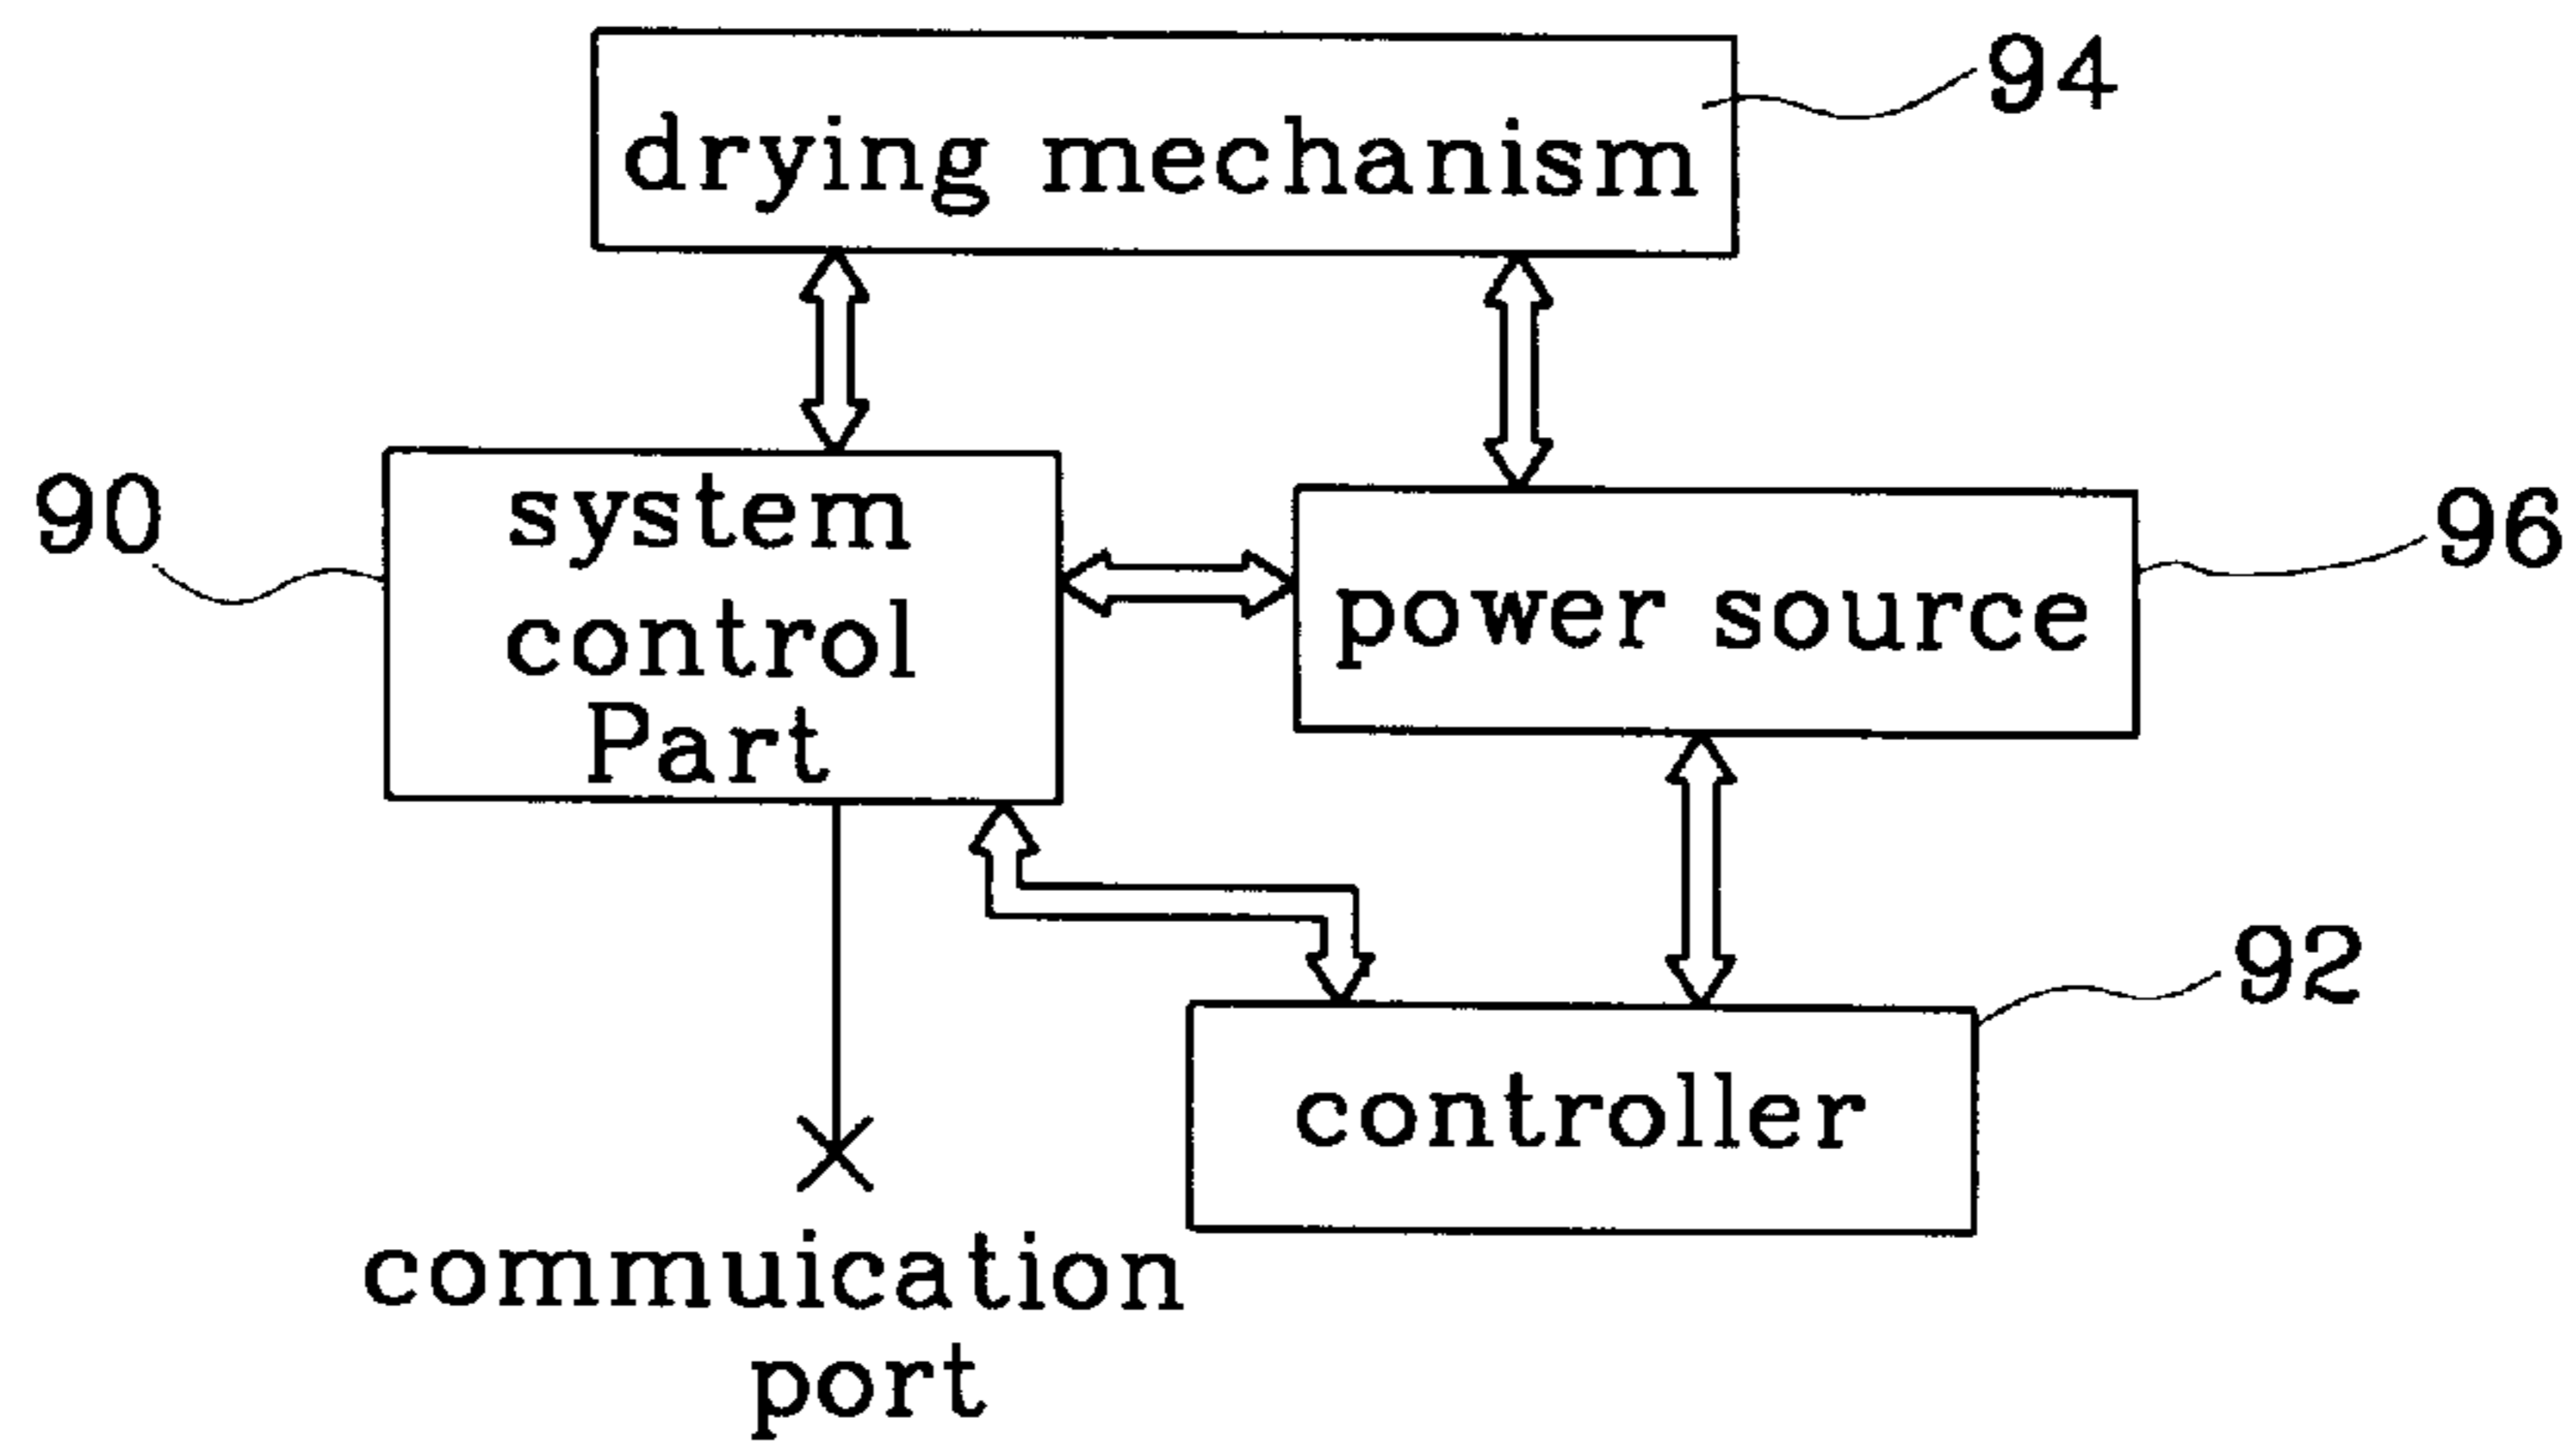 94
drying mechanism
90
system
control
Part
96
power source
92
controller
commuication
port